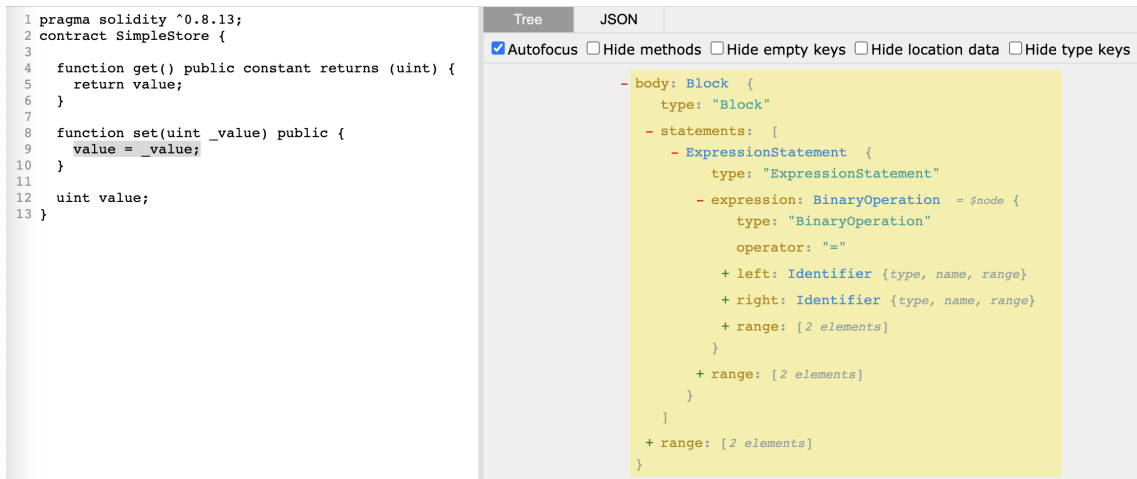 1 pragma solidity ^0.8.13;
2 contract SimpleStore {
3
4   function get() public constant returns (uint) {
5     return value;
6   }
7
8   function set(uint _value) public {
9     value = _value;
10   }
11
12   uint value;
13 }
Tree JSON
Autofocus Hide methods Hide empty keys Hide location data Hide type keys
- body: Block {
type: "Block"
- statements: [
- ExpressionStatement {
type: "ExpressionStatement"
- expression: BinaryOperation = $node {
type: "BinaryOperation"
operator: "="
+ left: Identifier {type, name, range}
+ right: Identifier {type, name, range}
+ range: [2 elements]
}
+ range: [2 elements]
}
]
+ range: [2 elements]
}